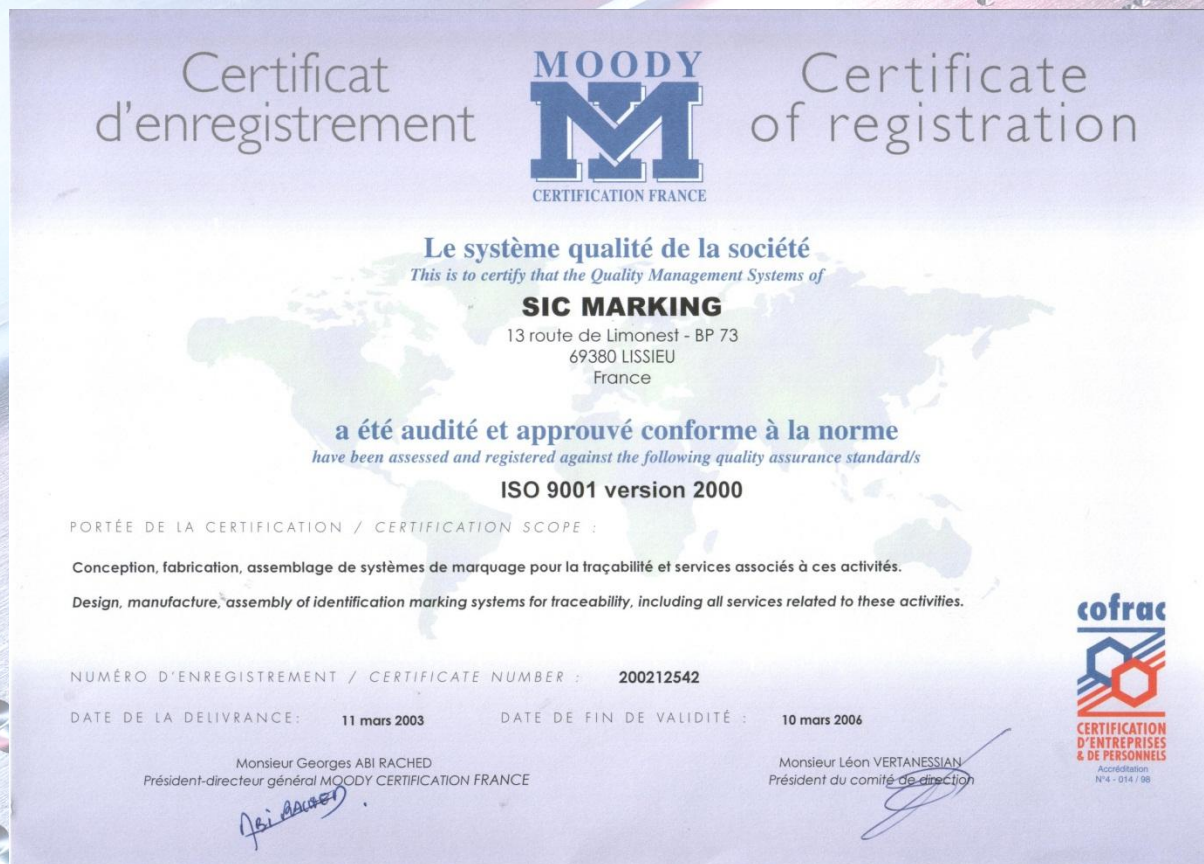 Certificat
d'enregistrement
MOODY
CERTIFICATION FRANCE
Certificate
of registration
Le système qualité de la société
This is to certify that the Quality Management Systems of
SIC MARKING
13 route de Limonest - BP 73
69380 LISSIEU
France
a été audité et approuvé conforme à la norme
have been assessed and registered against the following quality assurance standard/s
ISO 9001 version 2000
PORTÉE DE LA CERTIFICATION / CERTIFICATION SCOPE :
Conception, fabrication, assemblage de systèmes de marquage pour la traçabilité et services associés à ces activités.
Design, manufacture, assembly of identification marking systems for traceability, including all services related to these activities.
NUMÉRO D'ENREGISTREMENT / CERTIFICATE NUMBER : 200212542
DATE DE LA DELIVRANCE: 11 mars 2003 DATE DE FIN DE VALIDITÉ : 10 mars 2006
Monsieur Georges ABI RACHED
Président-directeur général MOODY CERTIFICATION FRANCE
Abi RACHED
Monsieur Léon VERTANESSIAN
Président du comité de direction
cofrac
CERTIFICATION
D'ENTREPRISES
& DE PERSONNELS
Accréditation
N°4 - 014 / 98